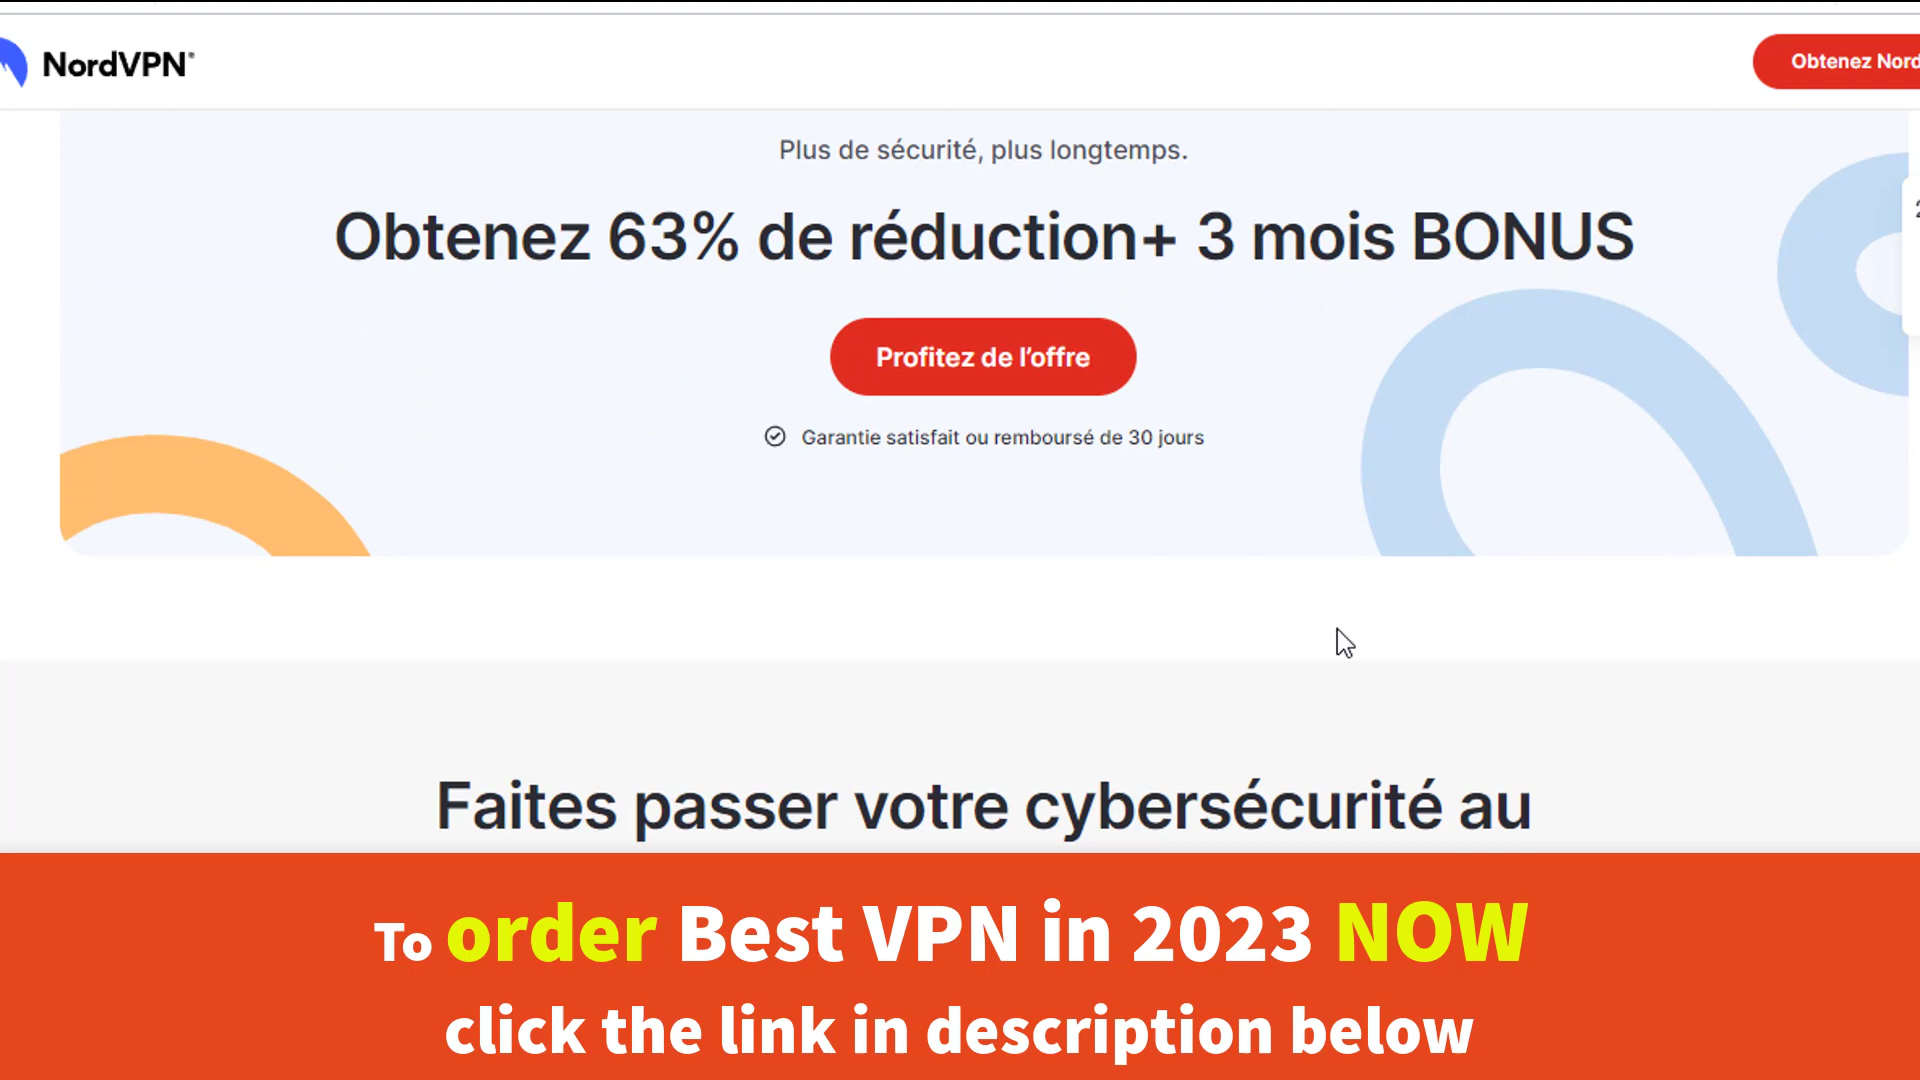 NordVPN®
Obtenez Nord
Plus de sécurité, plus longtemps.
Obtenez 63% de réduction+ 3 mois BONUS
Profitez de l’offre
Garantie satisfait ou remboursé de 30 jours
Faites passer votre cybersécurité au
To order Best VPN in 2023 NOW
click the link in description below